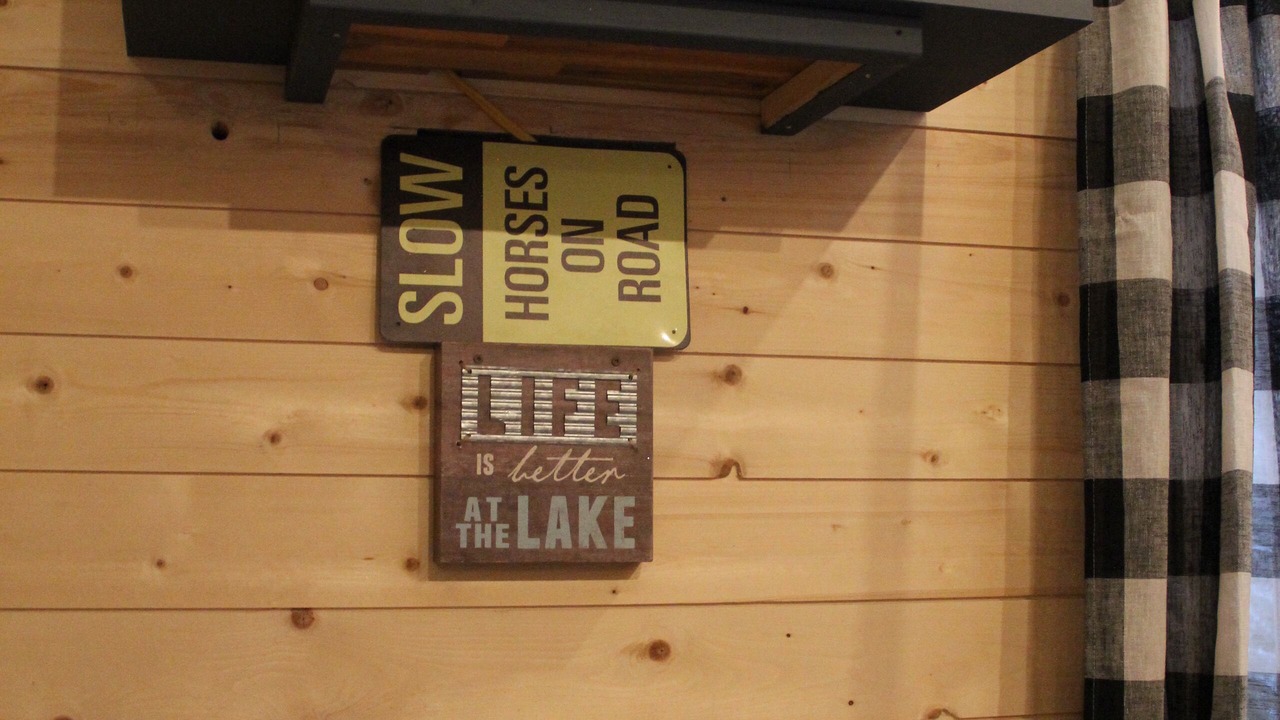 SLOW
HORSES
ON
ROAD
LIFE
IS better
AT THE LAKE